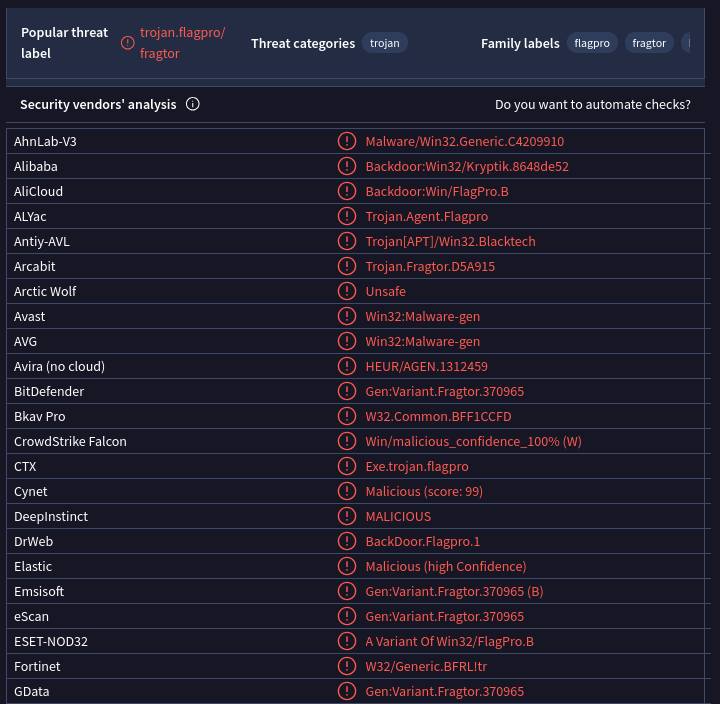 Popular threat label trojan.flagpro/fragtor Threat categories trojan Family labels flagpro fragtor
Security vendors' analysis Do you want to automate checks?
AhnLab-V3 Malware/Win32.Generic.C4209910
Alibaba Backdoor:Win32/Kryptik.8648de52
AliCloud Backdoor:Win/FlagPro.B
ALYac Trojan.Agent.Flagpro
Antiy-AVL Trojan[APT]/Win32.Blacktech
Arcabit Trojan.Fragtor.D5A915
Arctic Wolf Unsafe
Avast Win32:Malware-gen
AVG Win32:Malware-gen
Avira (no cloud) HEUR/AGEN.1312459
BitDefender Gen:Variant.Fragtor.370965
Bkav Pro W32.Common.BFF1CCFD
CrowdStrike Falcon Win/malicious_confidence_100% (W)
CTX Exe.trojan.flagpro
Cynet Malicious (score: 99)
DeepInstinct MALICIOUS
DrWeb BackDoor.Flagpro.1
Elastic Malicious (high Confidence)
Emsisoft Gen:Variant.Fragtor.370965 (B)
eScan Gen:Variant.Fragtor.370965
ESET-NOD32 A Variant Of Win32/FlagPro.B
Fortinet W32/Generic.BFRL!tr
GData Gen:Variant.Fragtor.370965